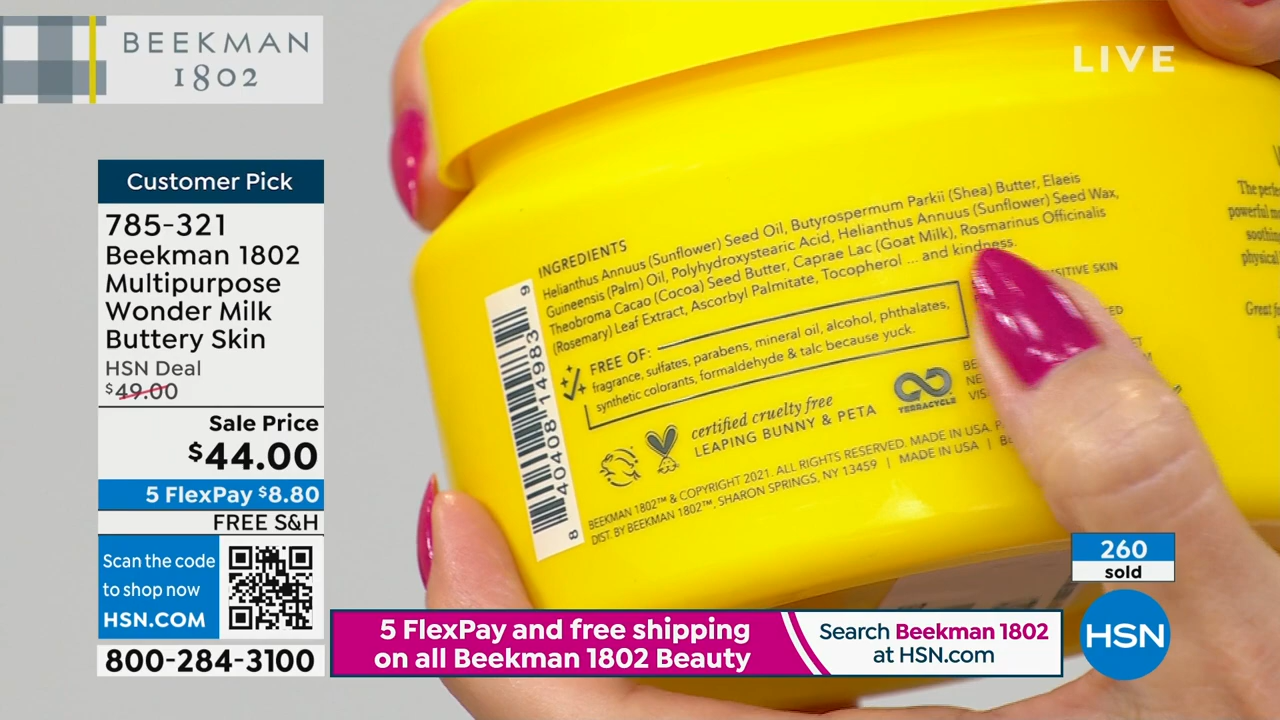 BEEKMAN
1802
LIVE
Customer Pick
785-321
Beekman 1802
Multipurpose
Wonder Milk
Buttery Skin
HSN Deal
$49.00
Sale Price
$44.00
5 FlexPay $8.80
FREE S&H
Scan the code
to shop now
HSN.COM
800-284-3100
INGREDIENTS
Helianthus Annuus (Sunflower) Seed Oil, Butyrospermum Parkii (Shea) Butter, Elaeis
Guineensis (Palm) Oil, Polyhydroxystearic Acid, Helianthus Annuus (Sunflower) Seed Wax,
Theobroma Cacao (Cocoa) Seed Butter, Caprae Lac (Goat Milk), Rosmarinus Officinalis
(Rosemary) Leaf Extract, Ascorbyl Palmitate, Tocopherol ... and kindness.
FREE OF:
fragrance, sulfates, parabens, mineral oil, alcohol, phthalates,
synthetic colorants, formaldehyde & talc because yuck.
certified cruelty free
LEAPING BUNNY & PETA
TERRACYCLE
BEEKMAN 1802™ & COPYRIGHT 2021. ALL RIGHTS RESERVED. MADE IN USA.
DIST. BY BEEKMAN 1802™, SHARON SPRINGS, NY 13459 | MADE IN USA |
8 40408 14983 9
The
powerful
physical
Great
260
sold
5 FlexPay and free shipping
on all Beekman 1802 Beauty
Search Beekman 1802
at HSN.com
HSN